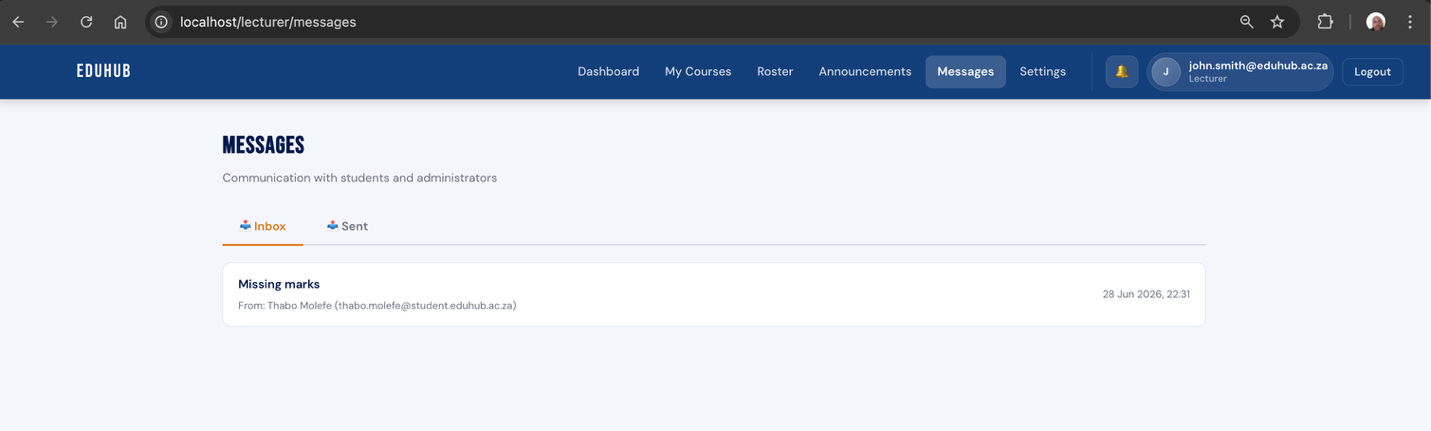 localhost/lecturer/messages
EDUHUB
Dashboard
My Courses
Roster
Announcements
Messages
Settings
J
john.smith@eduhub.ac.za
Lecturer
Logout
MESSAGES
Communication with students and administrators
Inbox
Sent
Missing marks
From: Thabo Molefe (thabo.molefe@student.eduhub.ac.za)
28 Jun 2026, 22:31